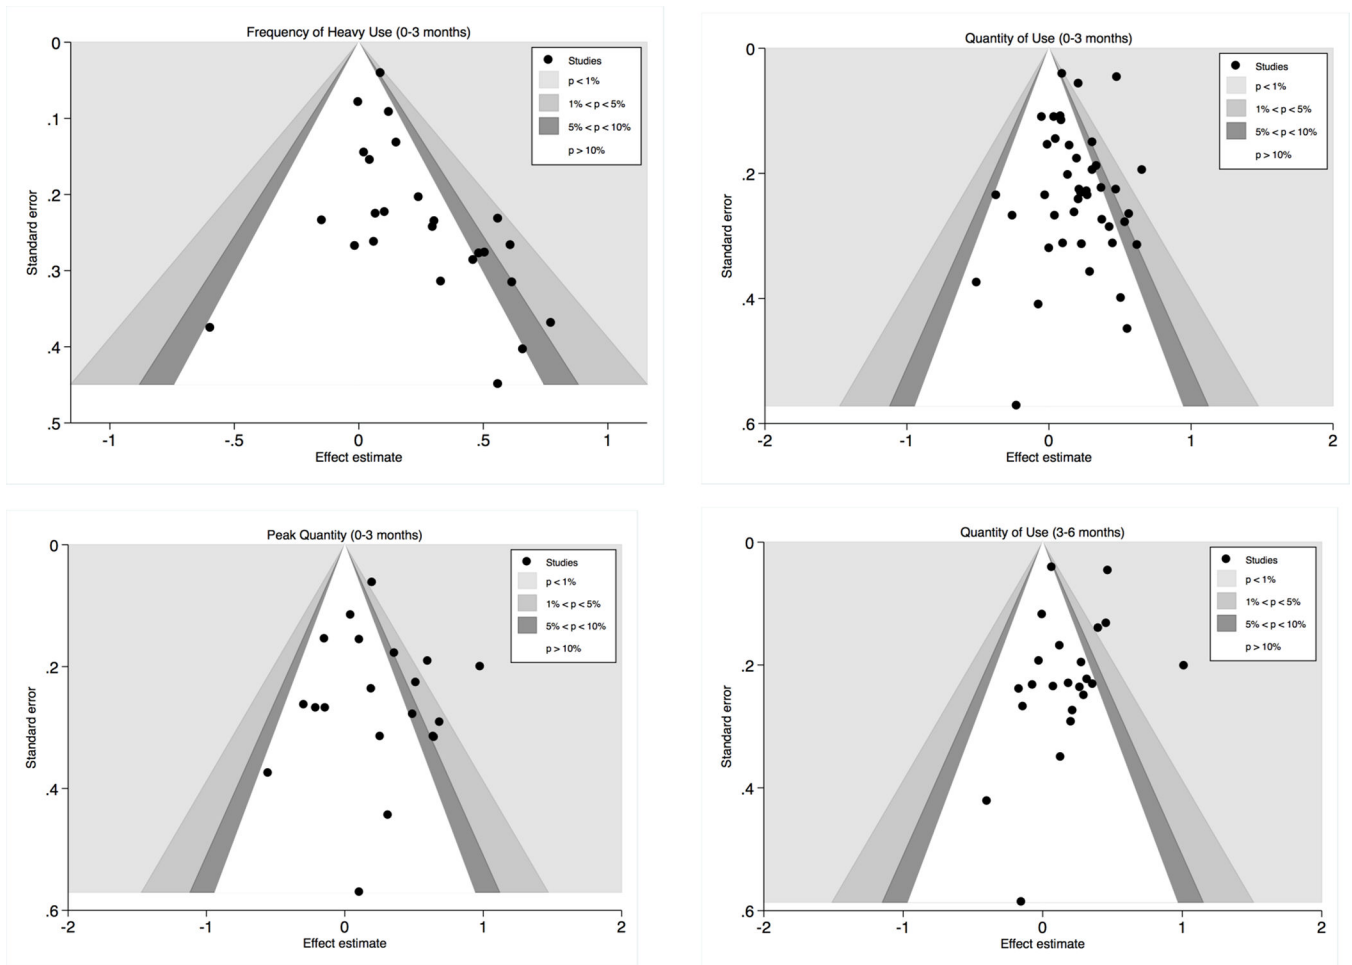 Frequency of Heavy Use (0-3 months)
Studies
p < 1%
1% < p < 5%
5% < p < 10%
p > 10%
0
.1
.2
.3
.4
.5
Standard error
-1
-.5
0
.5
1
Effect estimate
Quantity of Use (0-3 months)
Studies
p < 1%
1% < p < 5%
5% < p < 10%
p > 10%
0
.2
.4
.6
Standard error
-2
-1
0
1
2
Effect estimate
Peak Quantity (0-3 months)
Studies
p < 1%
1% < p < 5%
5% < p < 10%
p > 10%
0
.2
.4
.6
Standard error
-2
-1
0
1
2
Effect estimate
Quantity of Use (3-6 months)
Studies
p < 1%
1% < p < 5%
5% < p < 10%
p > 10%
0
.2
.4
.6
Standard error
-2
-1
0
1
2
Effect estimate